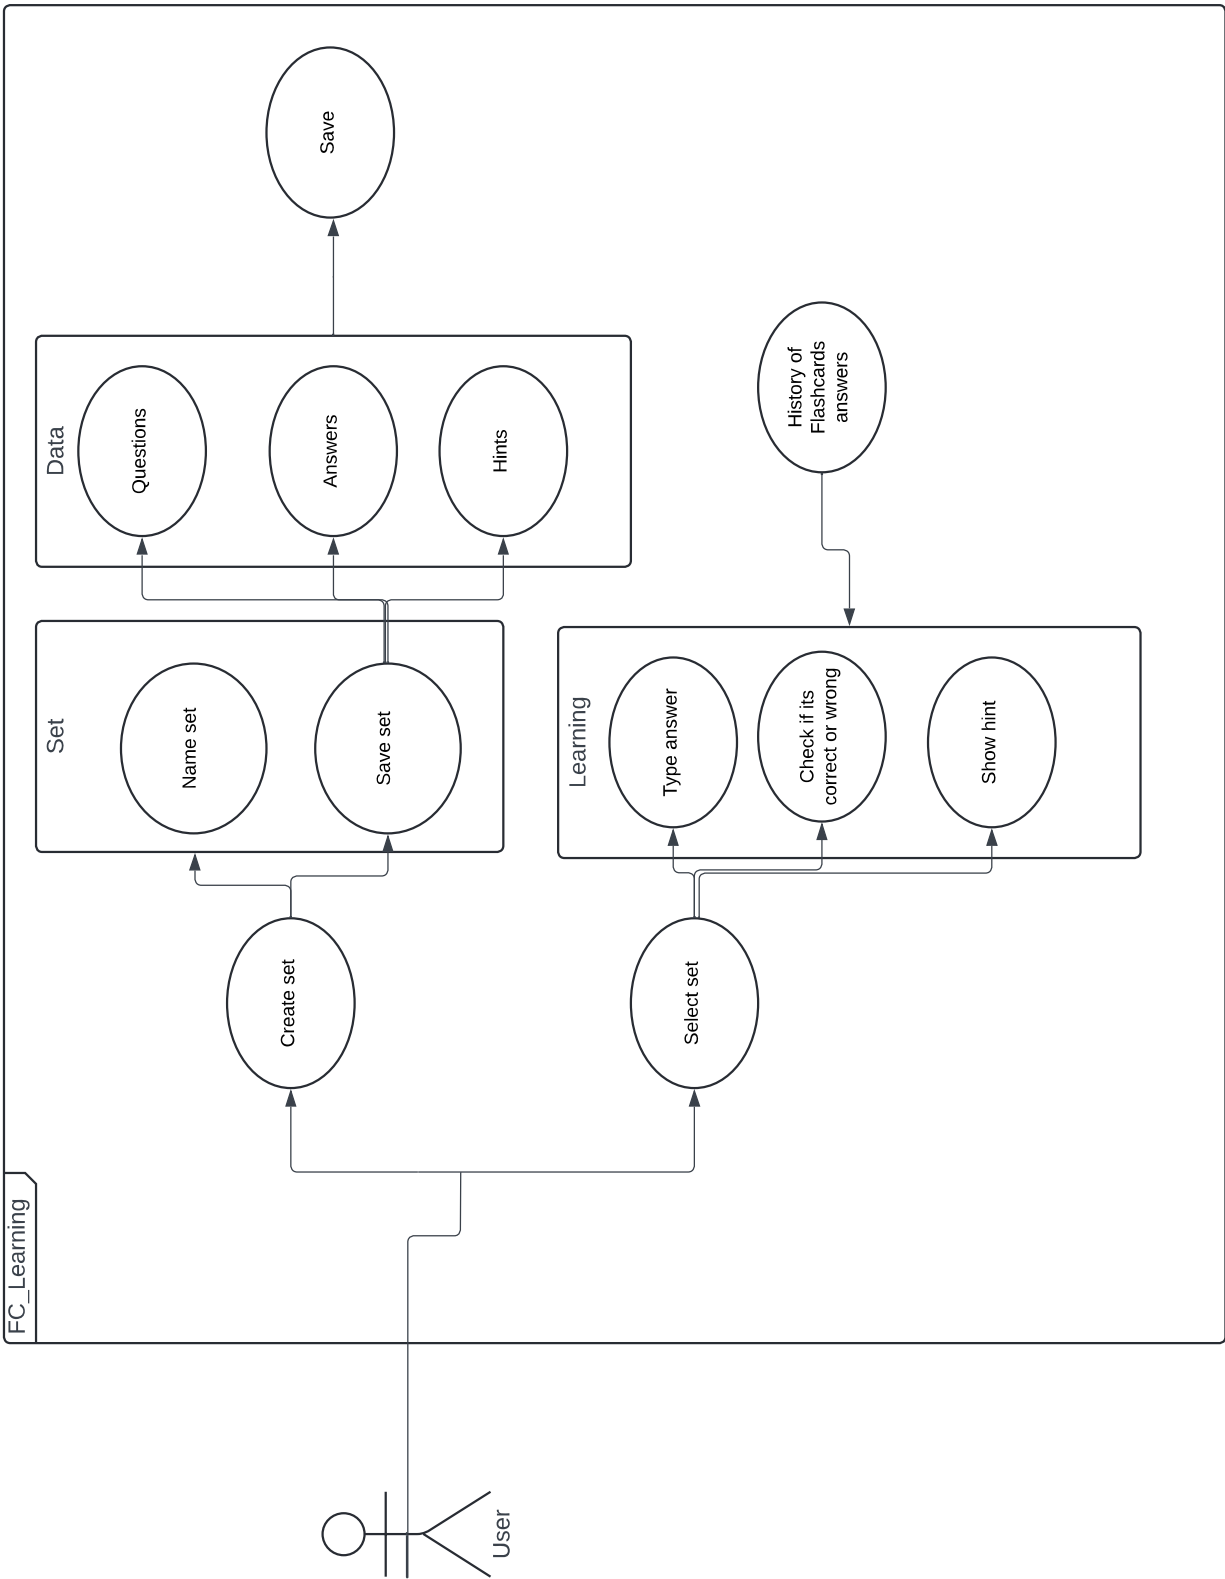 FC_Learning
User
Create set
Select set
Set
Name set
Save set
Learning
Type answer
Check if its
correct or wrong
Show hint
Data
Questions
Answers
Hints
History of
Flashcards
answers
Save